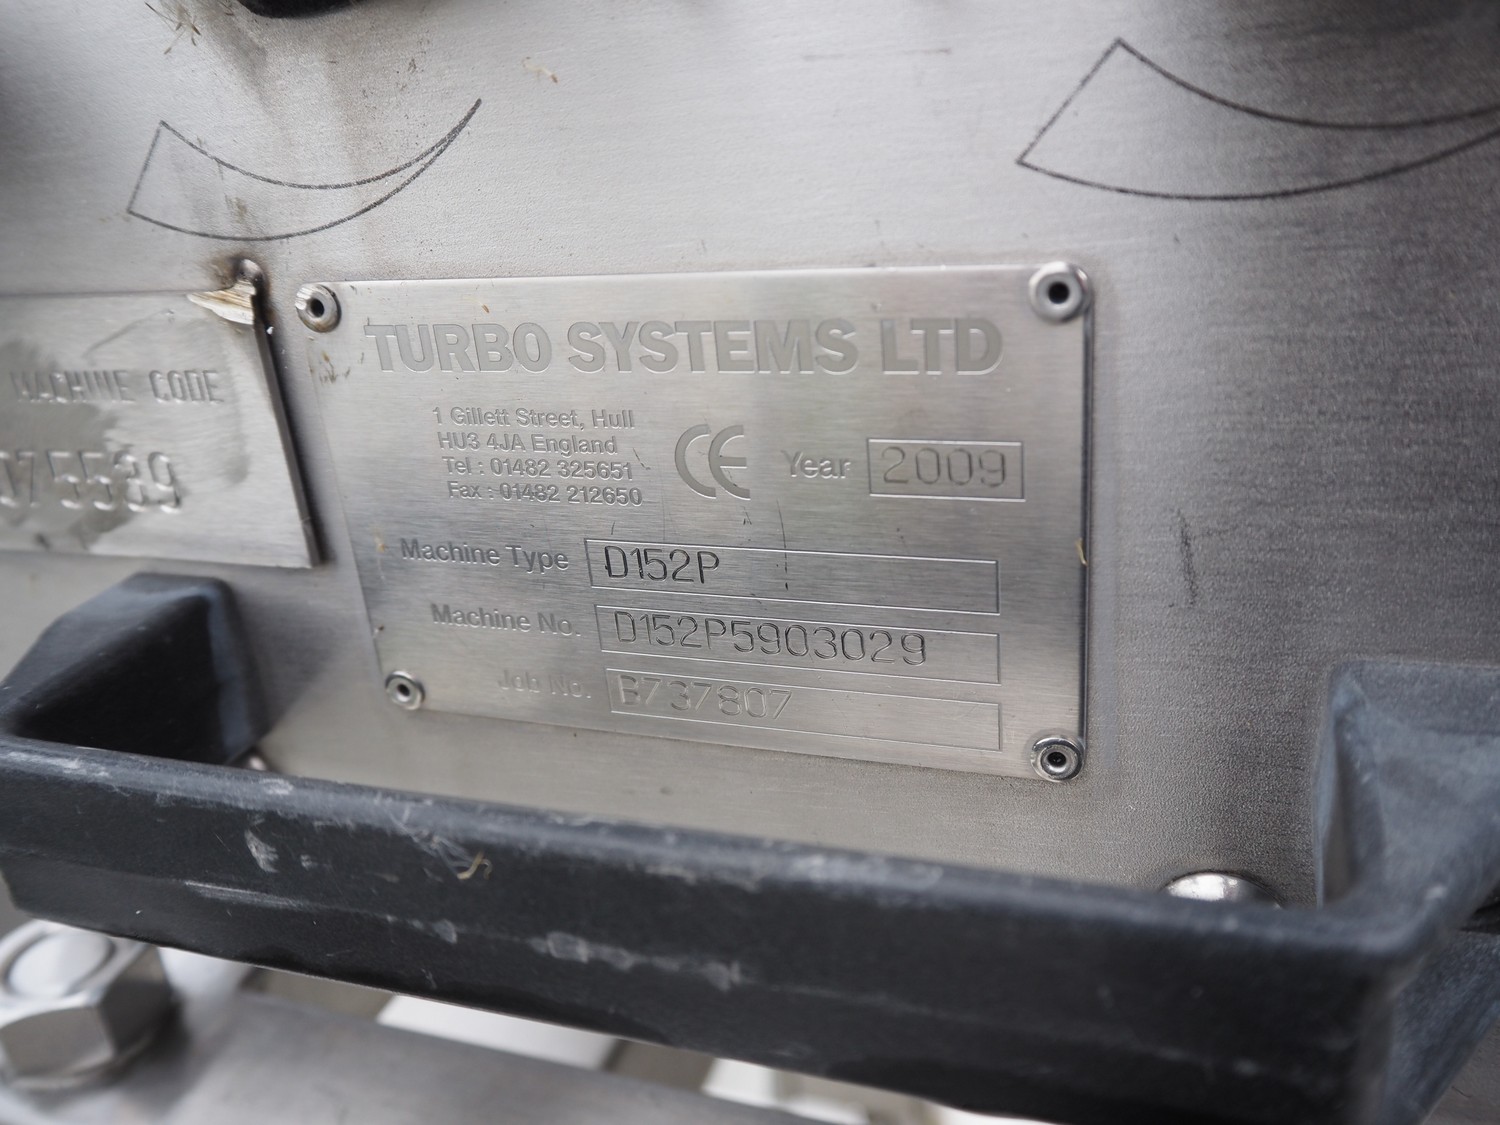 TURBO SYSTEMS LTD
1 Gillett Street, Hull
HU3 4JA England
Tel : 01482 325651
Fax : 01482 212650
CE Year 2009
Machine Type D152P
Machine No. D152P5903029
Job No. B737807
MACHINE CODE
075539